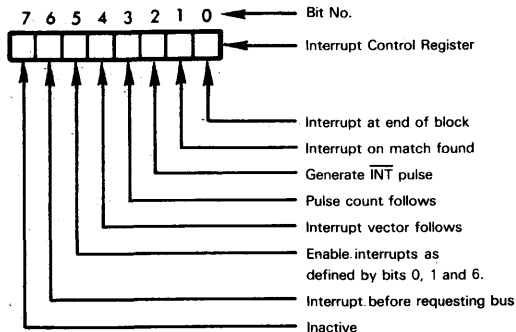 7 6 5 4 3 2 1 0 Bit No.
Interrupt Control Register
Interrupt at end of block
Interrupt on match found
Generate INT pulse
Pulse count follows
Interrupt vector follows
Enable interrupts as
defined by bits 0, 1 and 6.
Interrupt before requesting bus
Inactive